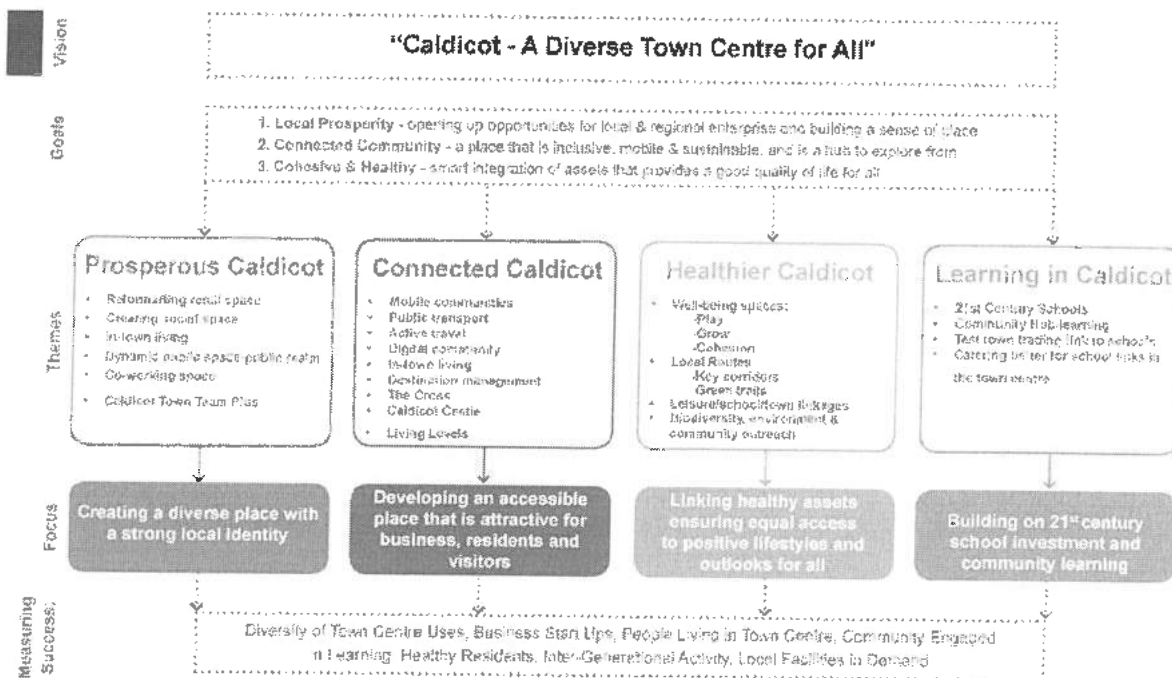 Vision
"Caldicot - A Diverse Town Centre for All"
Goals
1. Local Prosperity - opening up opportunities for local & regional enterprise and building a sense of place
2. Connected Community - a place that is inclusive, mobile & sustainable, and is a hub to explore from
3. Cohesive & Healthy - smart integration of assets that provides a good quality of life for all
Themes
Prosperous Caldicot
• Reformatting retail space
• Creating social space
• In-town living
• Dynamic public space-public realm
• Co-working space
• Caldicot Town Team Plus
Connected Caldicot
• Mobile communities
• Public transport
• Active travel
• Digital community
• In-town living
• Destination management
• The Cross
• Caldicot Castle
• Living Levels
Healthier Caldicot
• Well-being spaces:
-Play
-Grow
-Cohesion
• Local Routes
-Key corridors
-Green trails
• Leisure/school/town linkages
• Biodiversity, environment &
community outreach
Learning in Caldicot
• 21st Century Schools
• Community Hub-learning
• Test town trading link to schools
• Catering better for school links in
the town centre
Focus
Creating a diverse place with
a strong local identity
Developing an accessible
place that is attractive for
business, residents and
visitors
Linking healthy assets
ensuring equal access
to positive lifestyles and
outlooks for all
Building on 21st century
school investment and
community learning
Measuring
Success:
Diversity of Town Centre Uses, Business Start Ups, People Living in Town Centre, Community Engaged
in Learning, Healthy Residents, Inter-Generational Activity, Local Facilities in Demand